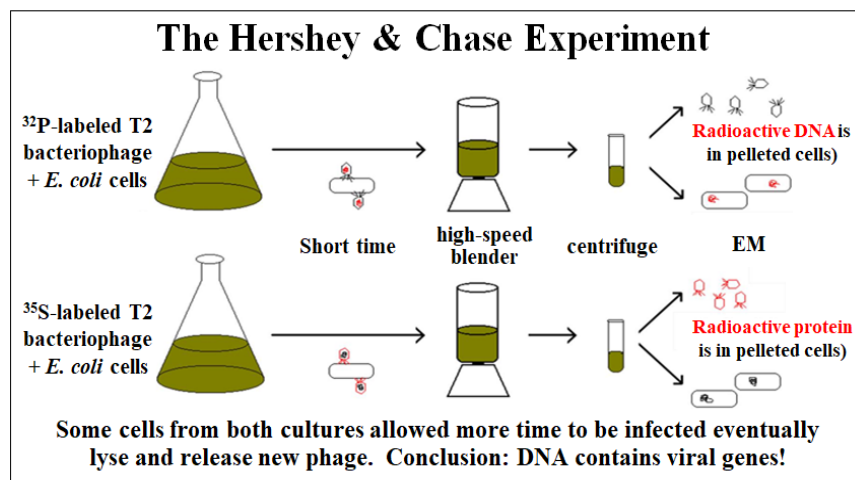 The Hershey & Chase Experiment
³²P-labeled T2
bacteriophage
+ E. coli cells
Radioactive DNA is
in pelleted cells)
Short time
high-speed
blender
centrifuge
EM
³⁵S-labeled T2
bacteriophage
+ E. coli cells
Radioactive protein
is in pelleted cells)
Some cells from both cultures allowed more time to be infected eventually
lyse and release new phage. Conclusion: DNA contains viral genes!